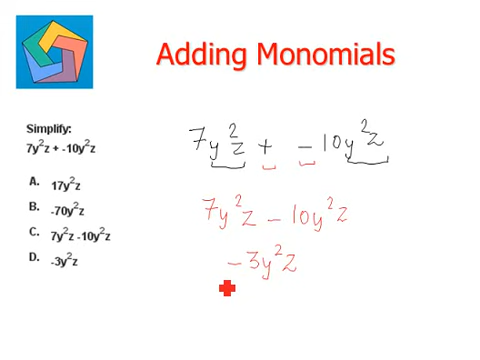 Adding Monomials
Simplify:
7y²z + -10y²z
A. 17y²z
B. -70y²z
C. 7y²z -10y²z
D. -3y²z
7y²z + -10y²z
7y²z - 10y²z
-3y²z